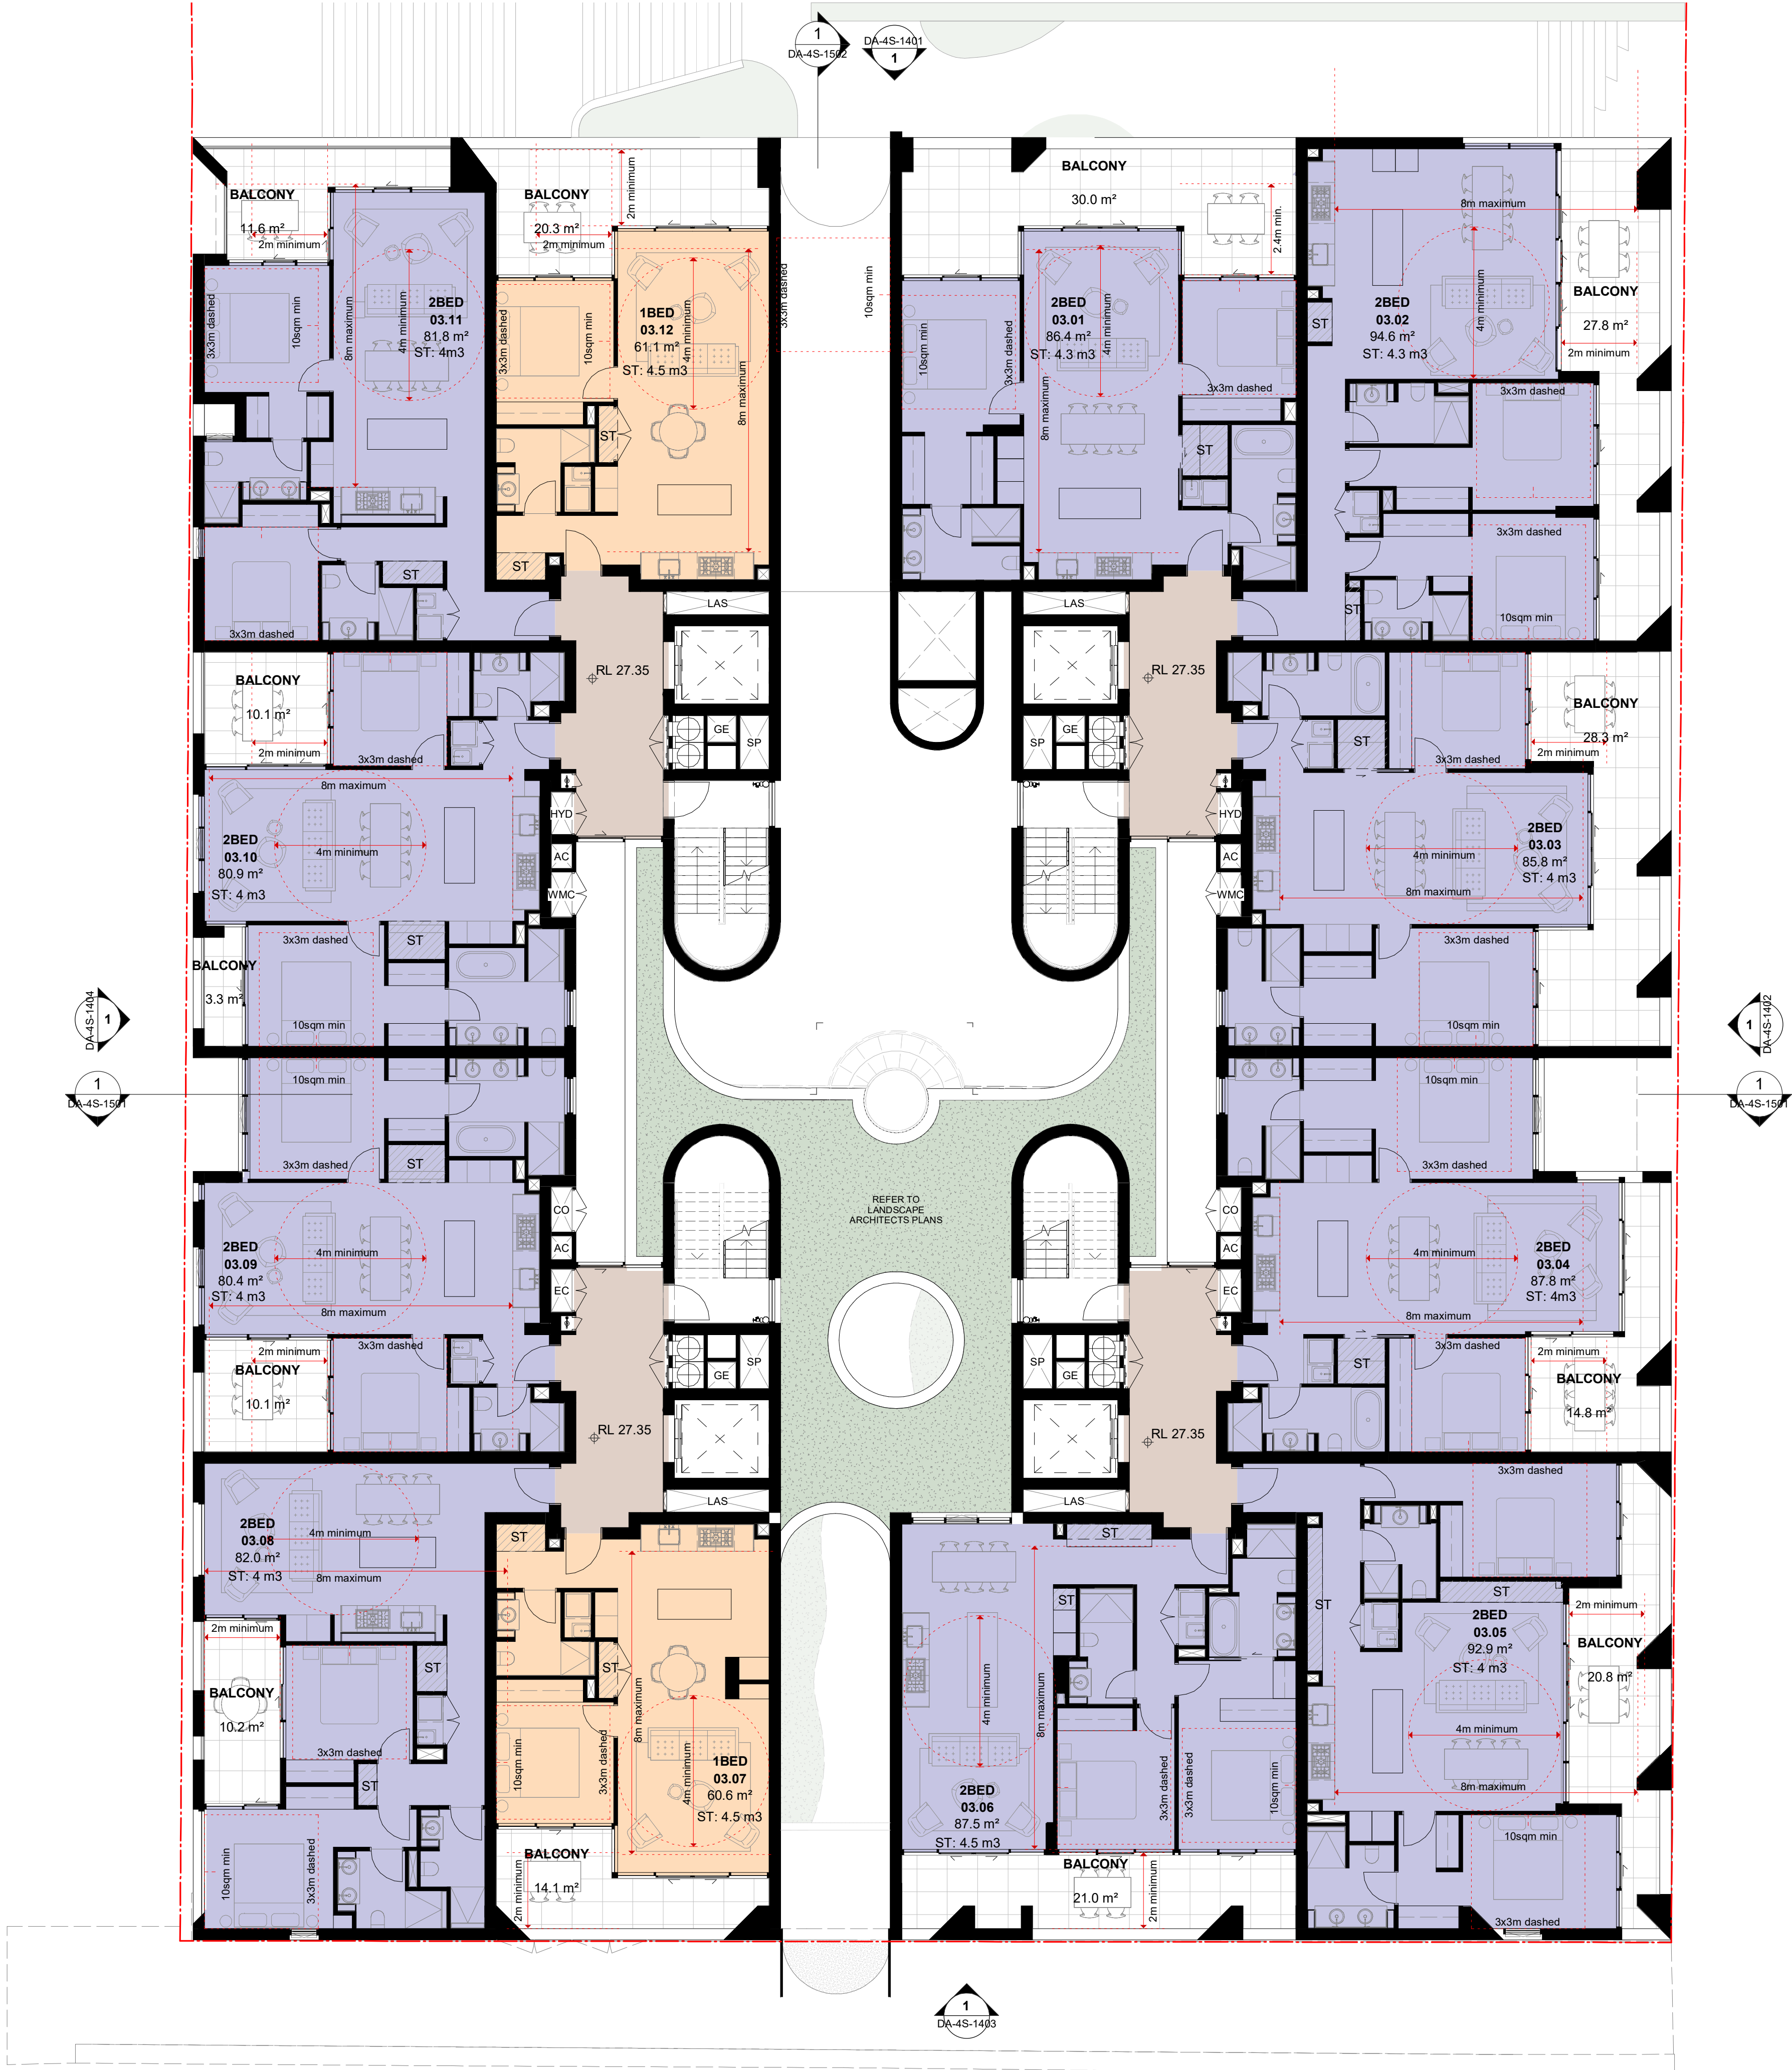 1
DA-4S-1502
DA-4S-1401
1
BALCONY
11.6 m²
2m minimum
3x3m dashed
10sqm min
8m maximum
4m minimum
2BED
03.11
81.8 m²
ST: 4m3
ST
3x3m dashed
BALCONY
20.3 m²
2m minimum
2m minimum
3x3m dashed
10sqm min
1BED
03.12
61.1 m²
ST: 4.5 m3
4m minimum
8m maximum
ST
ST
3x3m dashed
10sqm min
BALCONY
30.0 m²
2.4m min.
10sqm min
3x3m dashed
2BED
03.01
86.4 m²
ST: 4.3 m3
4m minimum
8m maximum
3x3m dashed
ST
8m maximum
2BED
03.02
94.6 m²
ST: 4.3 m3
4m minimum
ST
BALCONY
27.8 m²
2m minimum
3x3m dashed
3x3m dashed
10sqm min
ST
LAS
LAS
RL 27.35
RL 27.35
GE
SP
SP
GE
HYD
AC
WMC
HYD
AC
WMC
BALCONY
10.1 m²
2m minimum
3x3m dashed
8m maximum
4m minimum
2BED
03.10
80.9 m²
ST: 4 m3
3x3m dashed
ST
BALCONY
3.3 m²
10sqm min
ST
3x3m dashed
BALCONY
28.3 m²
2m minimum
2BED
03.03
85.8 m²
ST: 4 m3
4m minimum
8m maximum
3x3m dashed
10sqm min
DA-4S-1404
1
1
DA-4S-1402
1
DA-4S-1501
1
DA-4S-1501
10sqm min
3x3m dashed
ST
2BED
03.09
80.4 m²
ST: 4 m3
4m minimum
8m maximum
2m minimum
BALCONY
10.1 m²
3x3m dashed
CO
AC
EC
REFER TO
LANDSCAPE
ARCHITECTS PLANS
CO
AC
EC
10sqm min
3x3m dashed
2BED
03.04
87.8 m²
ST: 4m3
4m minimum
8m maximum
ST
3x3m dashed
2m minimum
BALCONY
14.8 m²
GE
SP
SP
GE
RL 27.35
RL 27.35
LAS
LAS
2BED
03.08
82.0 m²
ST: 4 m3
4m minimum
8m maximum
2m minimum
BALCONY
10.2 m²
ST
3x3m dashed
ST
10sqm min
3x3m dashed
ST
ST
8m maximum
10sqm min
3x3m dashed
4m minimum
1BED
03.07
60.6 m²
ST: 4.5 m3
BALCONY
14.1 m²
2m minimum
ST
ST
4m minimum
8m maximum
2BED
03.06
87.5 m²
ST: 4.5 m3
3x3m dashed
3x3m dashed
10sqm min
BALCONY
21.0 m²
2m minimum
3x3m dashed
ST
ST
2BED
03.05
92.9 m²
ST: 4 m3
4m minimum
8m maximum
2m minimum
BALCONY
20.8 m²
10sqm min
3x3m dashed
1
DA-4S-1403